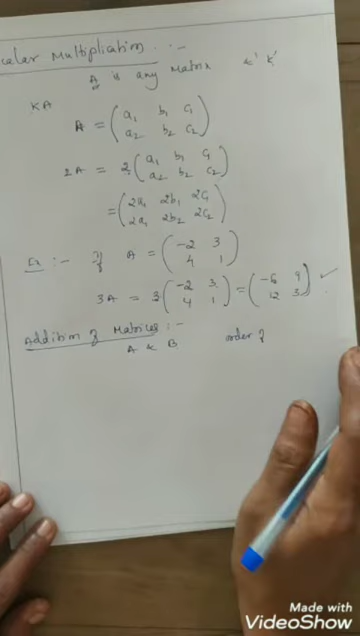 cular Multiplication :-
A is any matrix 'k'
KA
A = ( a₁ b₁ c₁
a₂ b₂ c₂ )
2A = 2 ( a₁ b₁ c₁
a₂ b₂ c₂ )
= ( 2a₁ 2b₁ 2c₁
2a₂ 2b₂ 2c₂ )
Ex :- If A = ( -2 3
4 1 )
3A = 3 ( -2 3
4 1 ) = ( -6 9
12 3 )
Addition of Matrices :-
A & B order of
Made with
VideoShow